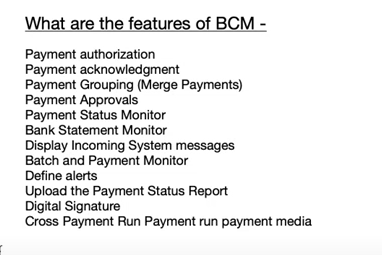 What are the features of BCM -
Payment authorization
Payment acknowledgment
Payment Grouping (Merge Payments)
Payment Approvals
Payment Status Monitor
Bank Statement Monitor
Display Incoming System messages
Batch and Payment Monitor
Define alerts
Upload the Payment Status Report
Digital Signature
Cross Payment Run Payment run payment media